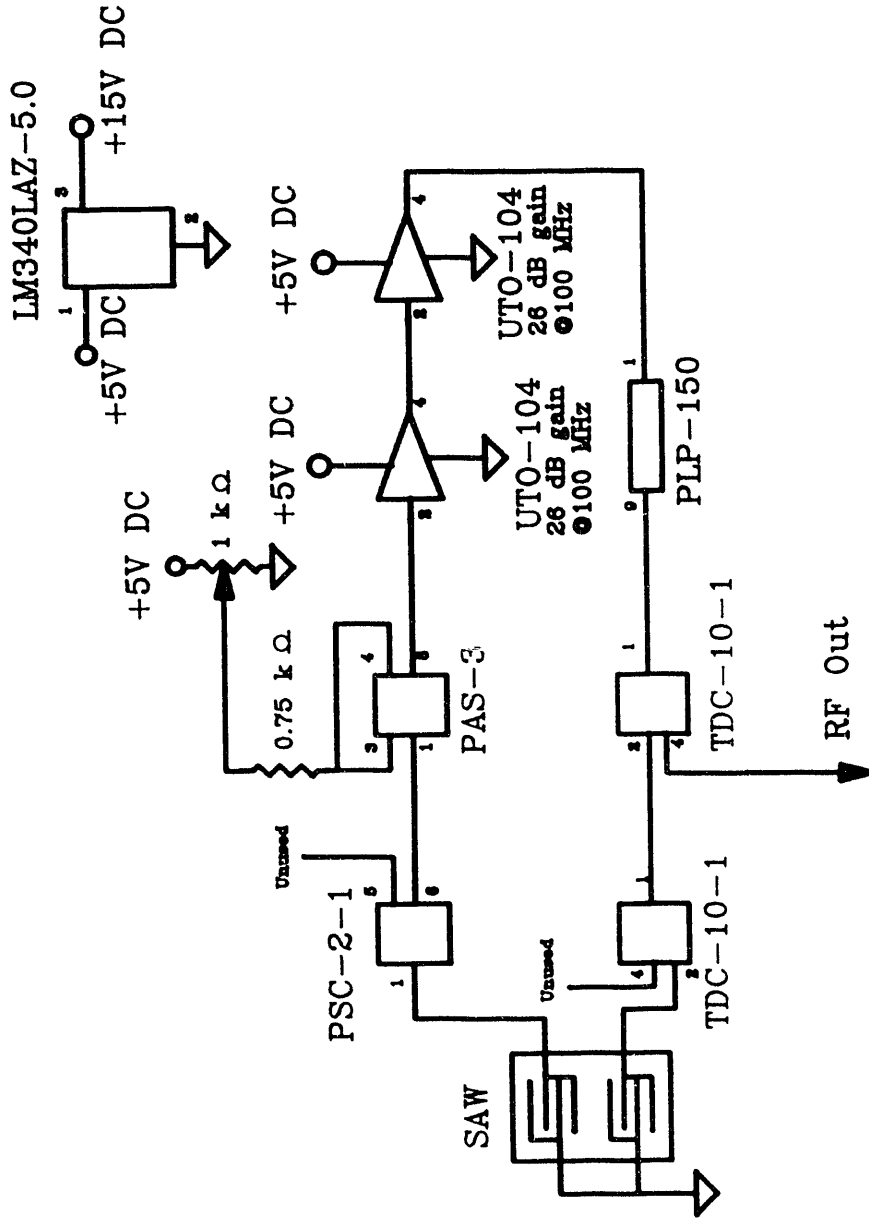 LM340LAZ-5.0
1
3
+5V DC
+15V DC
2
+5V DC
1 k Ω
0.75 k Ω
Unused
+5V DC
+5V DC
PSC-2-1
5
3
4
1
6
1
2
4
2
4
PAS-3
SAW
UTO-104
26 dB gain
@100 MHz
UTO-104
26 dB gain
@100 MHz
Unused
4
2
1
2
4
1
9
1
TDC-10-1
TDC-10-1
PLP-150
RF Out